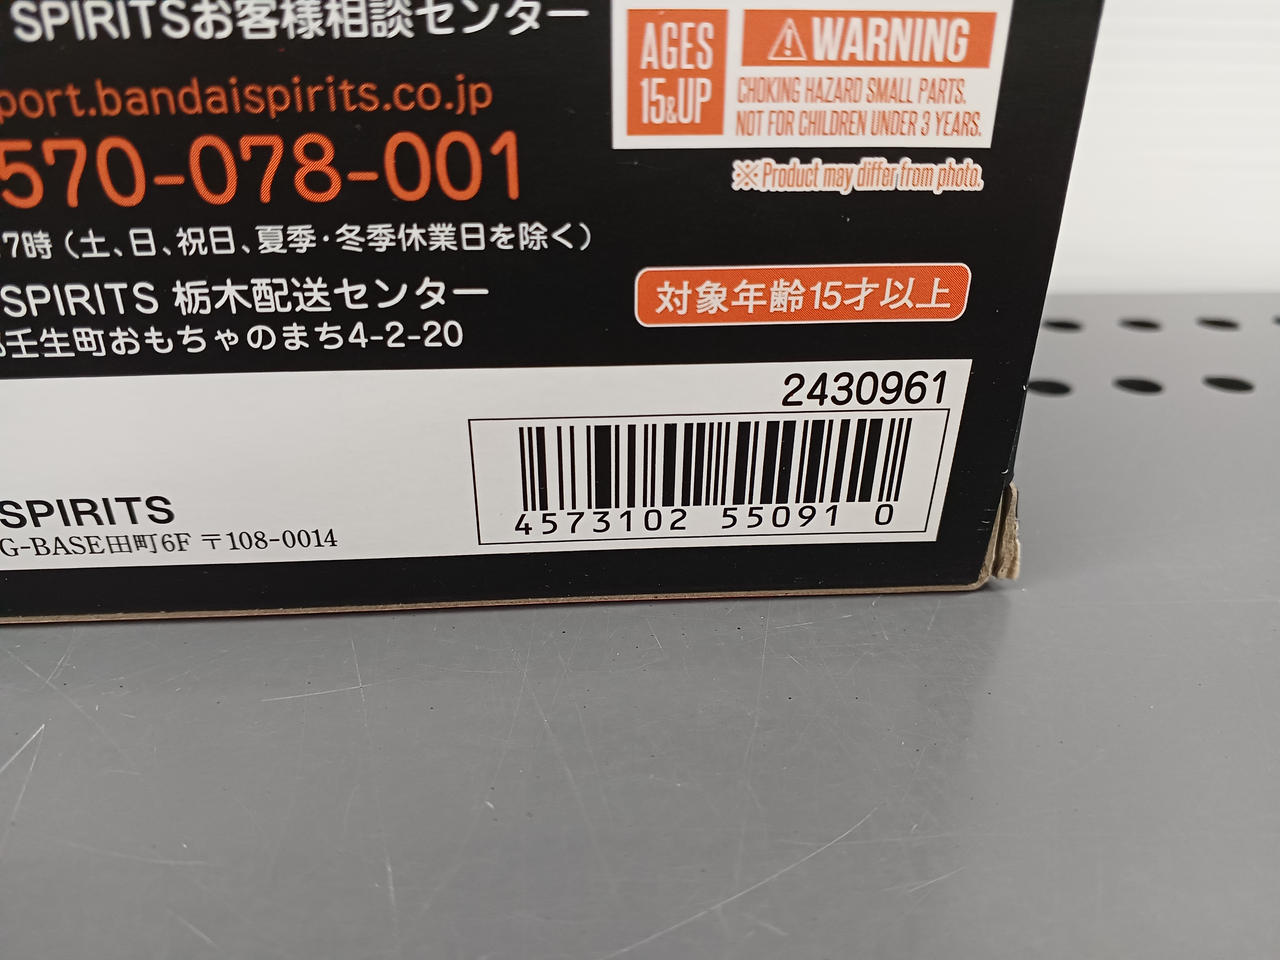 SPIRITSお客様相談センター
port.bandaispirits.co.jp
570-078-001
7時（土、日、祝日、夏季・冬季休業日を除く）
SPIRITS 栃木配送センター
壬生町おもちゃのまち4-2-20
AGES
15&UP
⚠WARNING
CHOKING HAZARD SMALL PARTS.
NOT FOR CHILDREN UNDER 3 YEARS.
※Product may differ from photo.
対象年齢15才以上
2430961
4573102 55091 0
SPIRITS
G-BASE田町6F 〒108-0014